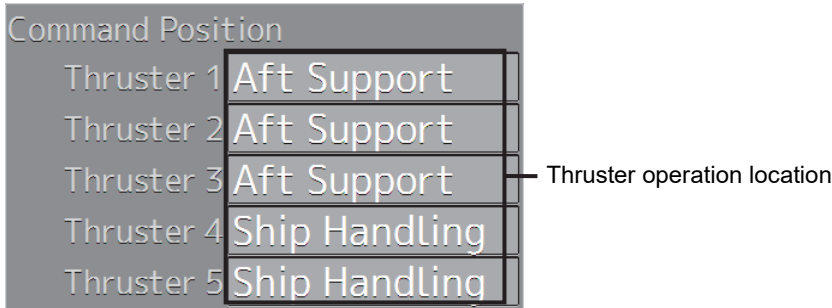 Command Position
Thruster 1 Aft Support
Thruster 2 Aft Support
Thruster 3 Aft Support
Thruster operation location
Thruster 4 Ship Handling
Thruster 5 Ship Handling